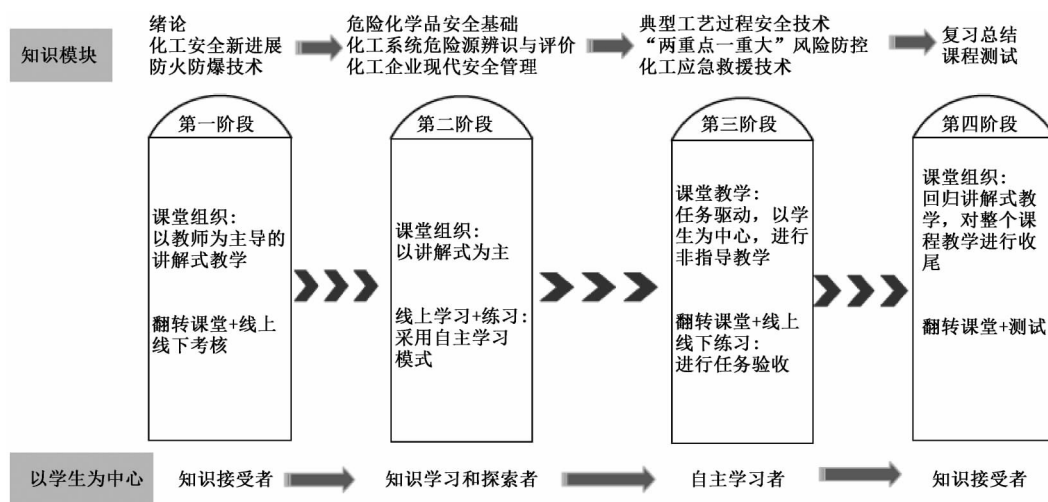 知识模块
绪论
化工安全新进展
防火防爆技术
危险化学品安全基础
化工系统危险源辨识与评价
化工企业现代安全管理
典型工艺过程安全技术
“两重点一重大”风险防控
化工应急救援技术
复习总结
课程测试
第一阶段
课堂组织：
以教师为主导的
讲解式教学
翻转课堂+线上
线下考核
第二阶段
课堂组织：
以讲解式为主
线上学习+练习：
采用自主学习
模式
第三阶段
课堂教学：
任务驱动，以学
生为中心，进行
非指导教学
翻转课堂+线上
线下练习：
进行任务验收
第四阶段
课堂组织：
回归讲解式教
学，对整个课
程教学进行收
尾
翻转课堂+测试
以学生为中心
知识接受者
知识学习和探索者
自主学习者
知识接受者